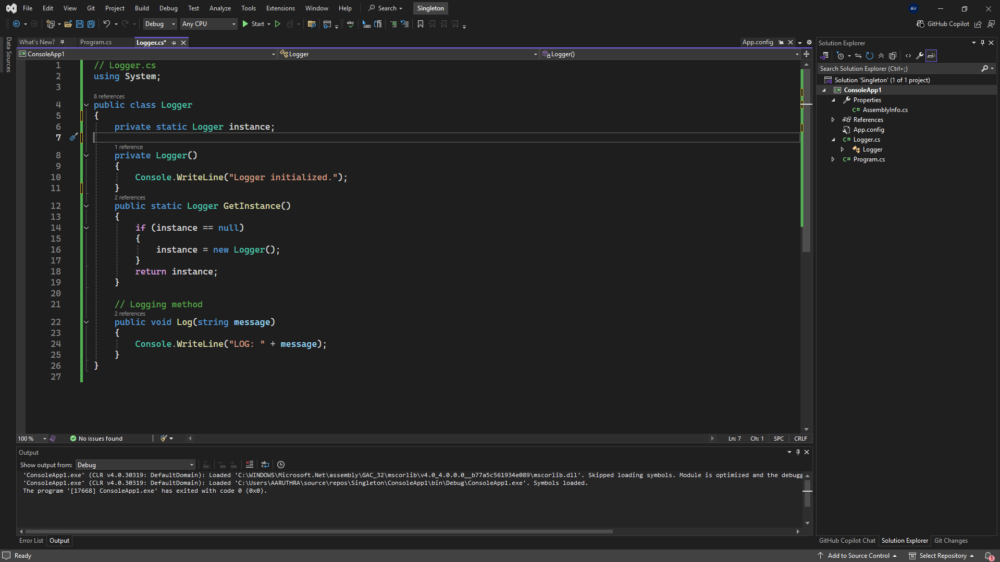 File Edit View Git Project Build Debug Test Analyze Tools Extensions Window Help Search Singleton AV
Debug Any CPU Start GitHub Copilot
Data Sources
What's New? Program.cs Logger.cs* App.config
ConsoleApp1 Logger Logger()
1 // Logger.cs
2 using System;
3
8 references
4 public class Logger
5 {
6 private static Logger instance;
7
1 reference
8 private Logger()
9 {
10 Console.WriteLine("Logger initialized.");
11 }
2 references
12 public static Logger GetInstance()
13 {
14 if (instance == null)
15 {
16 instance = new Logger();
17 }
18 return instance;
19 }
20
21 // Logging method
2 references
22 public void Log(string message)
23 {
24 Console.WriteLine("LOG: " + message);
25 }
26 }
27
100 % No issues found Ln: 7 Ch: 1 SPC CRLF
Output
Show output from: Debug
'ConsoleApp1.exe' (CLR v4.0.30319: DefaultDomain): Loaded 'C:\WINDOWS\Microsoft.Net\assembly\GAC_32\mscorlib\v4.0_4.0.0.0__b77a5c561934e089\mscorlib.dll'. Skipped loading symbols. Module is optimized and the debugg
'ConsoleApp1.exe' (CLR v4.0.30319: DefaultDomain): Loaded 'C:\Users\AARUTHRA\source\repos\Singleton\ConsoleApp1\bin\Debug\ConsoleApp1.exe'. Symbols loaded.
The program '[17668] ConsoleApp1.exe' has exited with code 0 (0x0).
Error List Output
Solution Explorer
Search Solution Explorer (Ctrl+;)
Solution 'Singleton' (1 of 1 project)
C# ConsoleApp1
Properties
C# AssemblyInfo.cs
References
App.config
C# Logger.cs
Logger
C# Program.cs
GitHub Copilot Chat Solution Explorer Git Changes
Ready Add to Source Control Select Repository 1